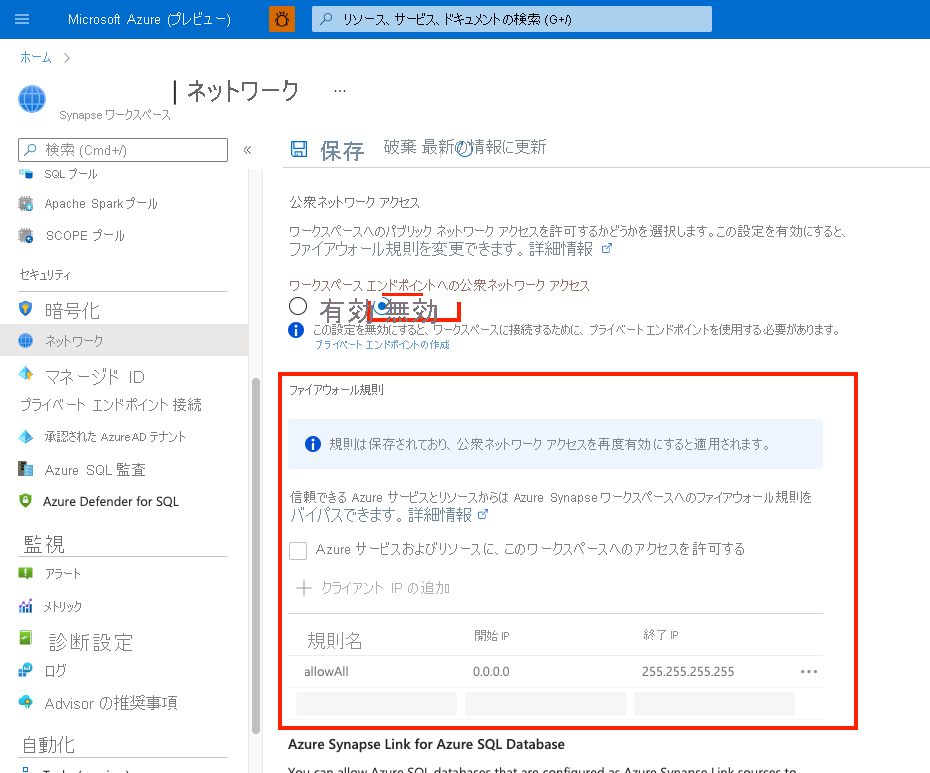 Microsoft Azure (プレビュー)
リソース、サービス、ドキュメントの検索 (G+/)
ホーム
| ネットワーク ...
Synapse ワークスペース
検索 (Cmd+/)
«
SQL プール
Apache Spark プール
SCOPE プール
セキュリティ
暗号化
ネットワーク
マネージド ID
プライベート エンドポイント 接続
承認された Azure AD テナント
Azure SQL 監査
Azure Defender for SQL
監視
アラート
メトリック
診断設定
ログ
Advisor の推奨事項
自動化
保存 破棄 最新の情報に更新
公衆ネットワーク アクセス
ワークスペースへのパブリック ネットワーク アクセスを許可するかどうかを選択します。この設定を有効にすると、
ファイアウォール規則を変更できます。詳細情報
ワークスペース エンドポイントへの公衆ネットワーク アクセス
有効 無効
この設定を無効にすると、ワークスペースに接続するために、プライベート エンドポイントを使用する必要があります。
プライベート エンドポイントの作成
ファイアウォール規則
規則は保存されており、公衆ネットワーク アクセスを再度有効にすると適用されます。
信頼できる Azure サービスとリソースからは Azure Synapse ワークスペースへのファイアウォール規則を
バイパスできます。詳細情報
Azure サービスおよびリソースに、このワークスペースへのアクセスを許可する
クライアント IP の追加
規則名 開始 IP 終了 IP
allowAll 0.0.0.0 255.255.255.255 ...
Azure Synapse Link for Azure SQL Database
You can allow Azure SQL databases that are configured as Azure Synapse Link sources to